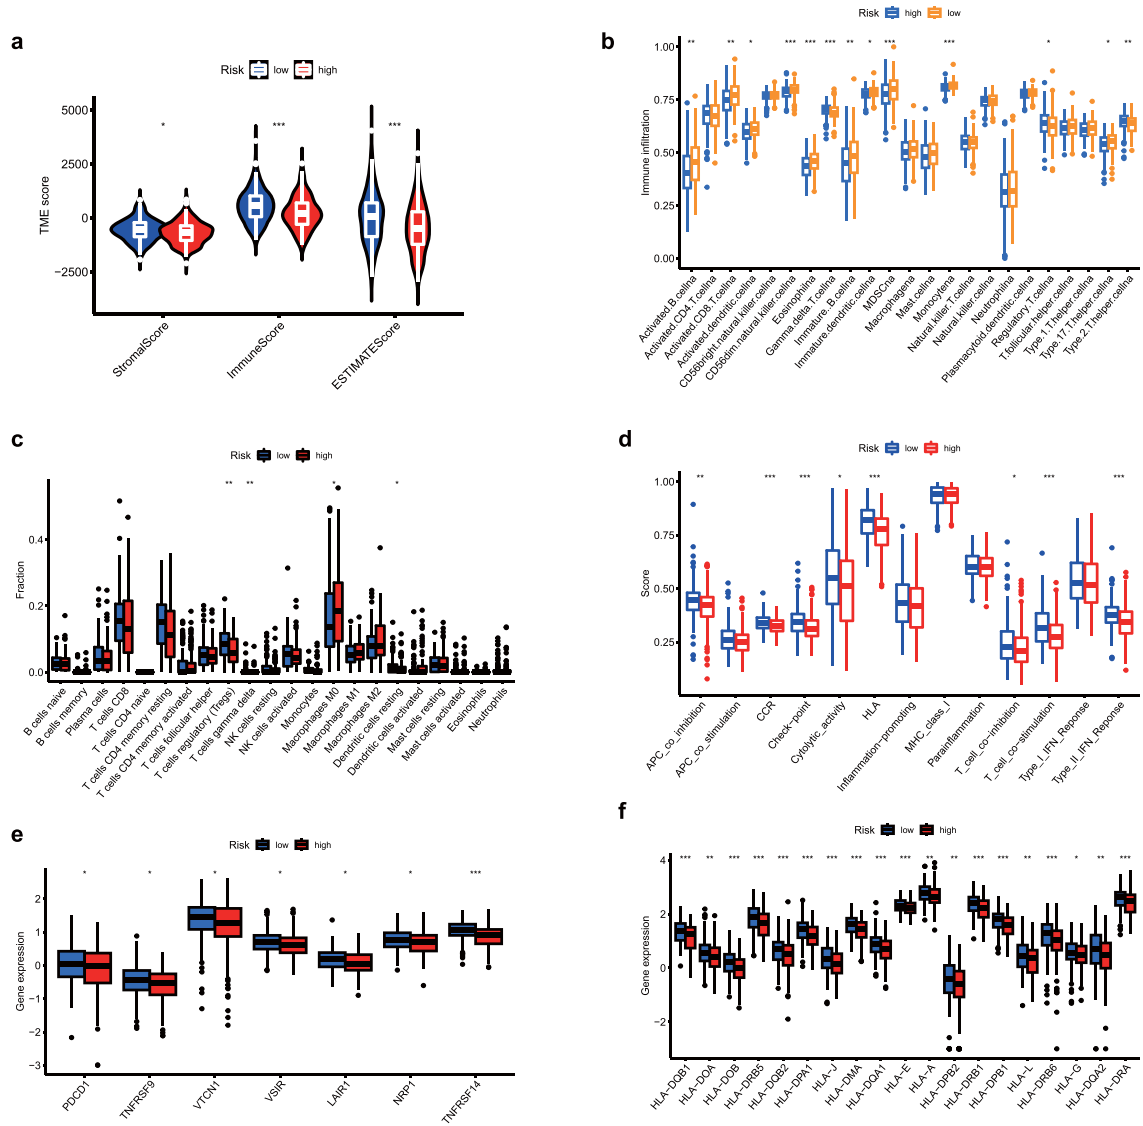 a
Risk low high
* *** ***
TME score
5000
2500
0
−2500
StromalScore
ImmuneScore
ESTIMATEScore
b
Risk high low
** ** * *** *** *** ** * *** *** * * **
Immune infiltration
1.00
0.75
0.50
0.25
0.00
Activated.B.cellna
Activated.CD4.T.cellna
Activated.CD8.T.cellna
Activated.dendritic.cellna
CD56bright.natural.killer.cellna
CD56dim.natural.killer.cellna
Eosinophilna
Gamma.delta.T.cellna
Immature..B.cellna
Immature.dendritic.cellna
MDSCna
Macrophagena
Mast.cellna
Monocytena
Natural.killer.T.cellna
Natural.killer.cellna
Neutrophilna
Plasmacytoid.dendritic.cellna
Regulatory.T.cellna
T.follicular.helper.cellna
Type.1.T.helper.cellna
Type.17.T.helper.cellna
Type.2.T.helper.cellna
c
Risk low high
** ** * *
Fraction
0.4
0.2
0.0
B cells naive
B cells memory
Plasma cells
T cells CD8
T cells CD4 naive
T cells CD4 memory resting
T cells CD4 memory activated
T cells follicular helper
T cells regulatory (Tregs)
T cells gamma delta
NK cells resting
NK cells activated
Monocytes
Macrophages M0
Macrophages M1
Macrophages M2
Dendritic cells resting
Dendritic cells activated
Mast cells resting
Mast cells activated
Eosinophils
Neutrophils
d
Risk low high
** *** *** * *** * *** ***
Score
1.00
0.75
0.50
0.25
APC_co_inhibition
APC_co_stimulation
CCR
Check−point
Cytolytic_activity
HLA
Inflammation−promoting
MHC_class_I
Parainflammation
T_cell_co−inhibition
T_cell_co−stimulation
Type_I_IFN_Reponse
Type_II_IFN_Reponse
e
Risk low high
* * * * * * ***
Gene expression
2
1
0
−1
−2
−3
PDCD1
TNFRSF9
VTCN1
VSIR
LAIR1
NRP1
TNFRSF14
f
Risk low high
*** ** *** *** *** *** *** *** *** *** ** ** *** *** ** *** * ** ***
Gene expression
4
2
0
−2
HLA−DQB1
HLA−DOA
HLA−DOB
HLA−DRB5
HLA−DQB2
HLA−DPA1
HLA−J
HLA−DMA
HLA−DQA1
HLA−E
HLA−A
HLA−DPB2
HLA−DRB1
HLA−DPB1
HLA−L
HLA−DRB6
HLA−G
HLA−DQA2
HLA−DRA